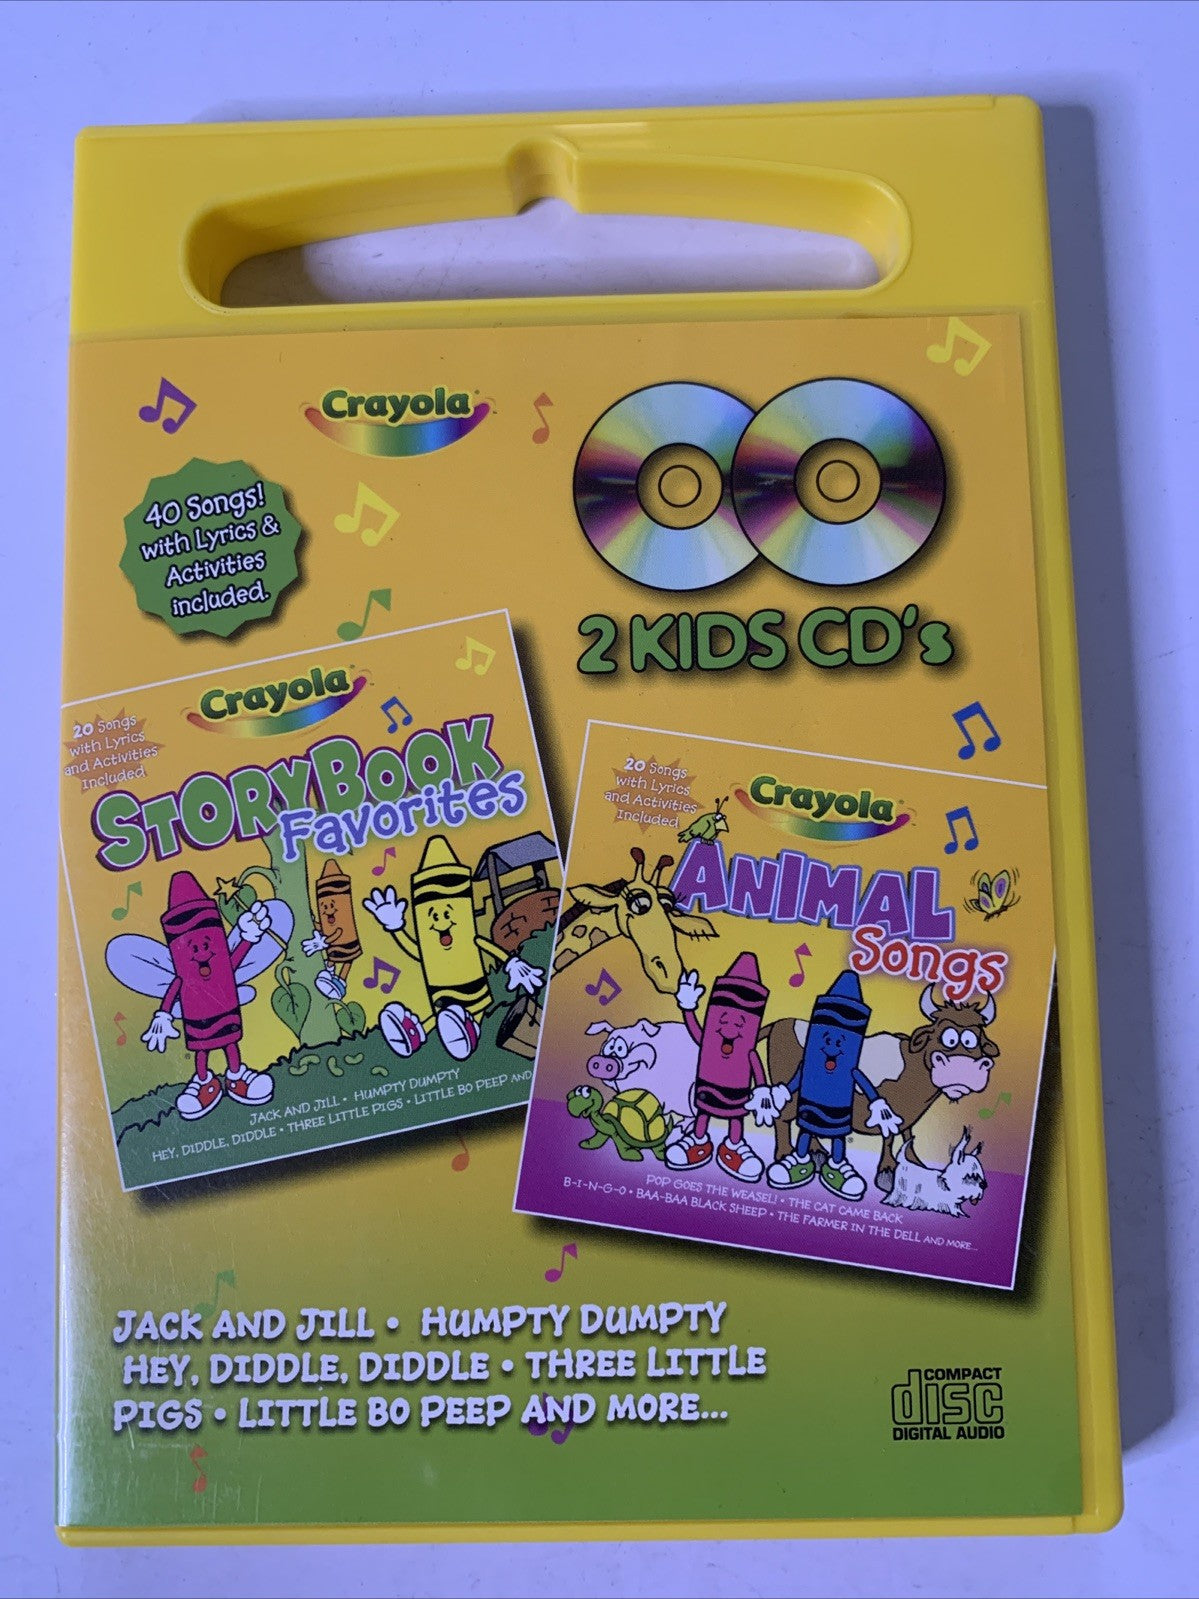 Crayola
40 Songs!
with Lyrics &
Activities
included.
2 KIDS CD's
Crayola
20 Songs
with Lyrics
and Activities
Included
STORYBOOK
Favorites
JACK AND JILL • HUMPTY DUMPTY
HEY, DIDDLE, DIDDLE • THREE LITTLE PIGS • LITTLE BO PEEP AND
20 Songs
with Lyrics
and Activities
Included
Crayola
ANIMAL
Songs
POP GOES THE WEASEL! • THE CAT CAME BACK
B-I-N-G-O • BAA-BAA BLACK SHEEP • THE FARMER IN THE DELL AND MORE...
JACK AND JILL • HUMPTY DUMPTY
HEY, DIDDLE, DIDDLE • THREE LITTLE
PIGS • LITTLE BO PEEP AND MORE...
COMPACT
disc
DIGITAL AUDIO